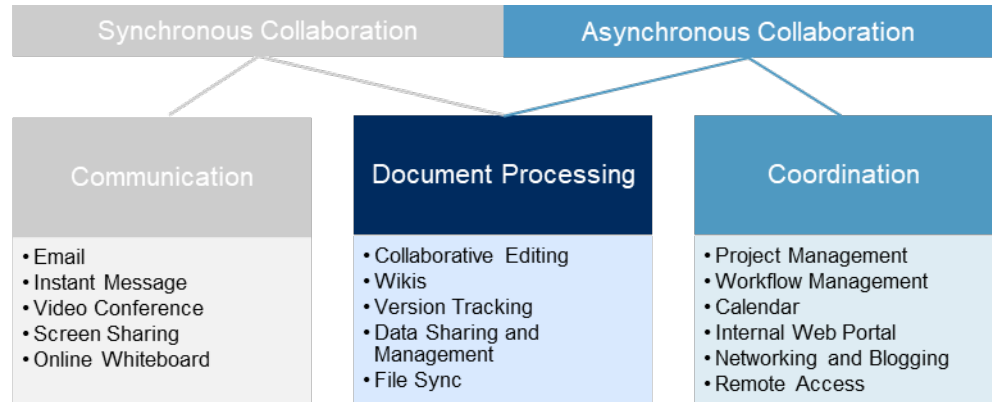 Synchronous Collaboration
Asynchronous Collaboration
Communication
• Email
• Instant Message
• Video Conference
• Screen Sharing
• Online Whiteboard
Document Processing
• Collaborative Editing
• Wikis
• Version Tracking
• Data Sharing and
Management
• File Sync
Coordination
• Project Management
• Workflow Management
• Calendar
• Internal Web Portal
• Networking and Blogging
• Remote Access